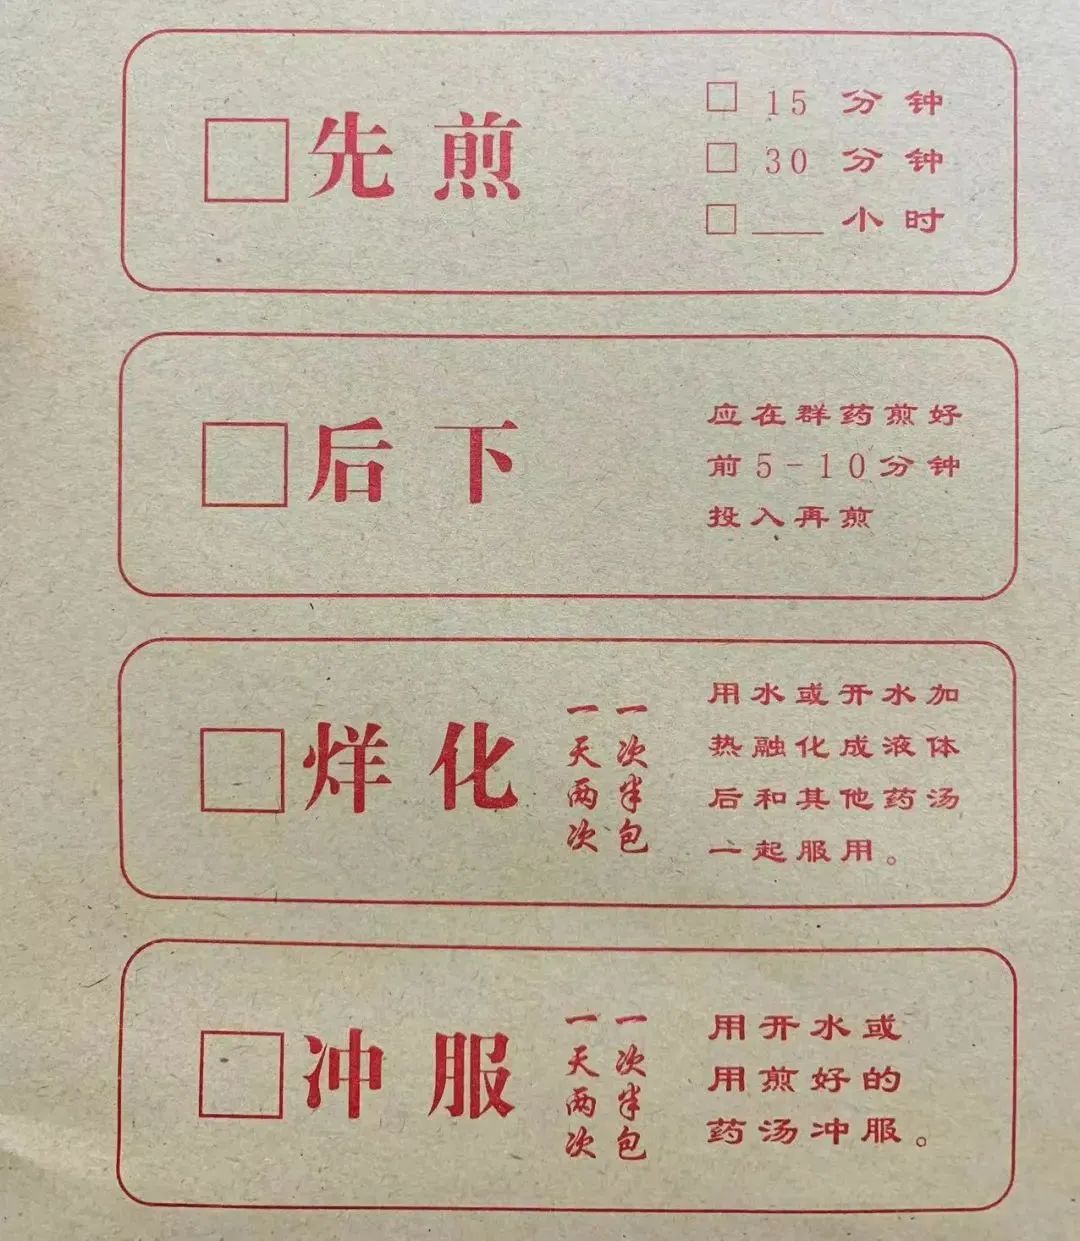 □先煎
□ 15 分钟
□ 30 分钟
□ ___ 小时
□后下
应在群药煎好
前5-10分钟
投入再煎
□烊化
一次半包
一天两次
用水或开水加
热融化成液体
后和其他药汤
一起服用。
□冲服
一次半包
一天两次
用开水或
用煎好的
药汤冲服。